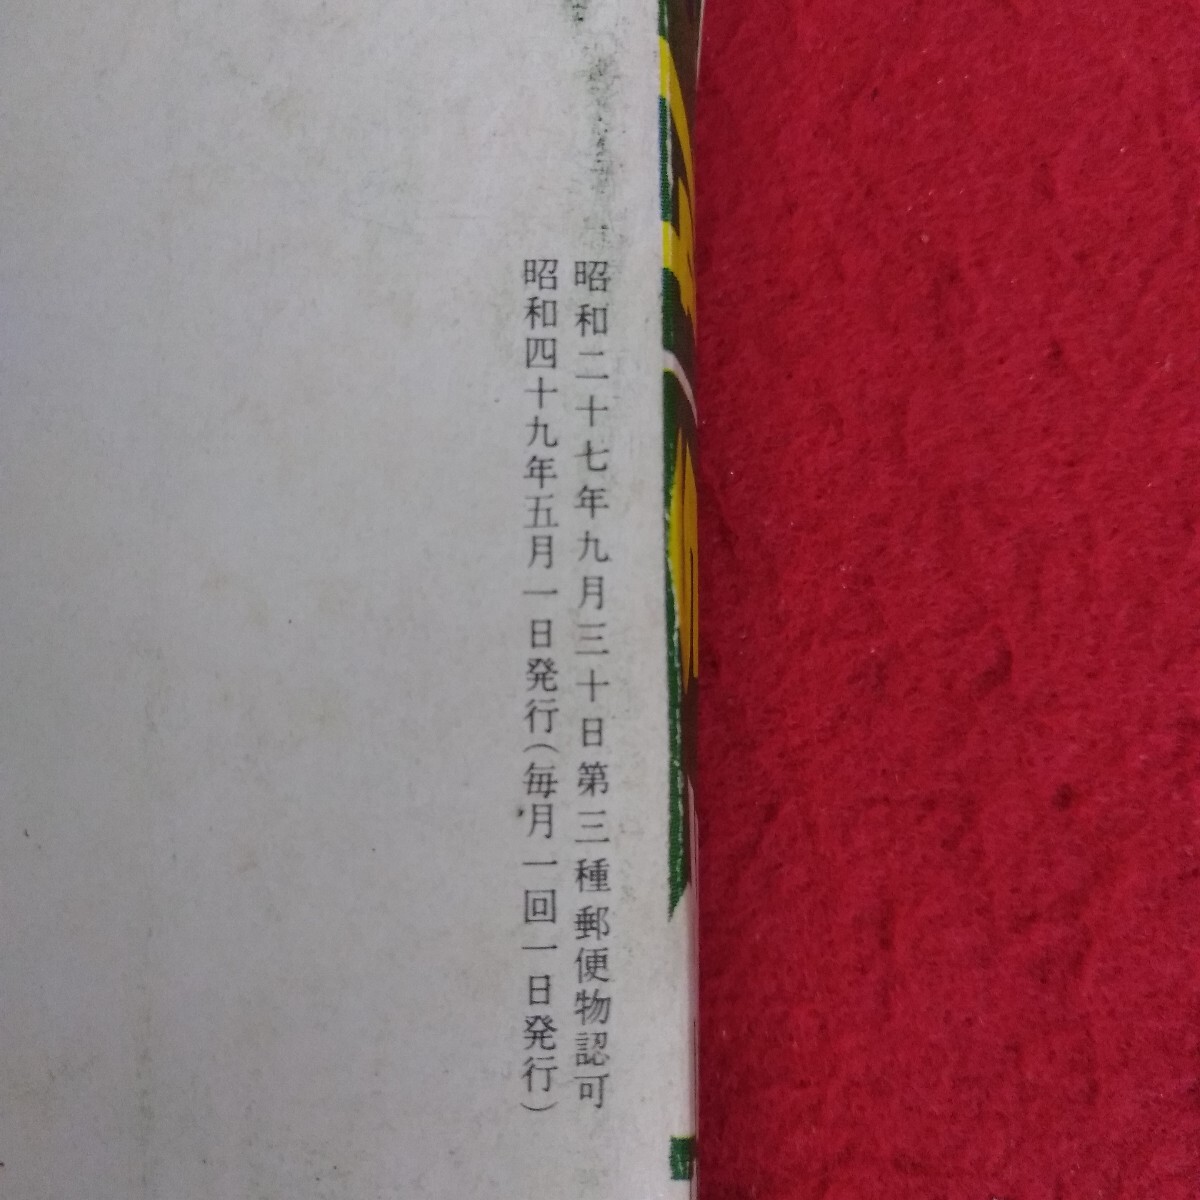 昭和二十七年九月三十日第三種郵便物認可
昭和四十九年五月一日発行(毎月一回一日発行)